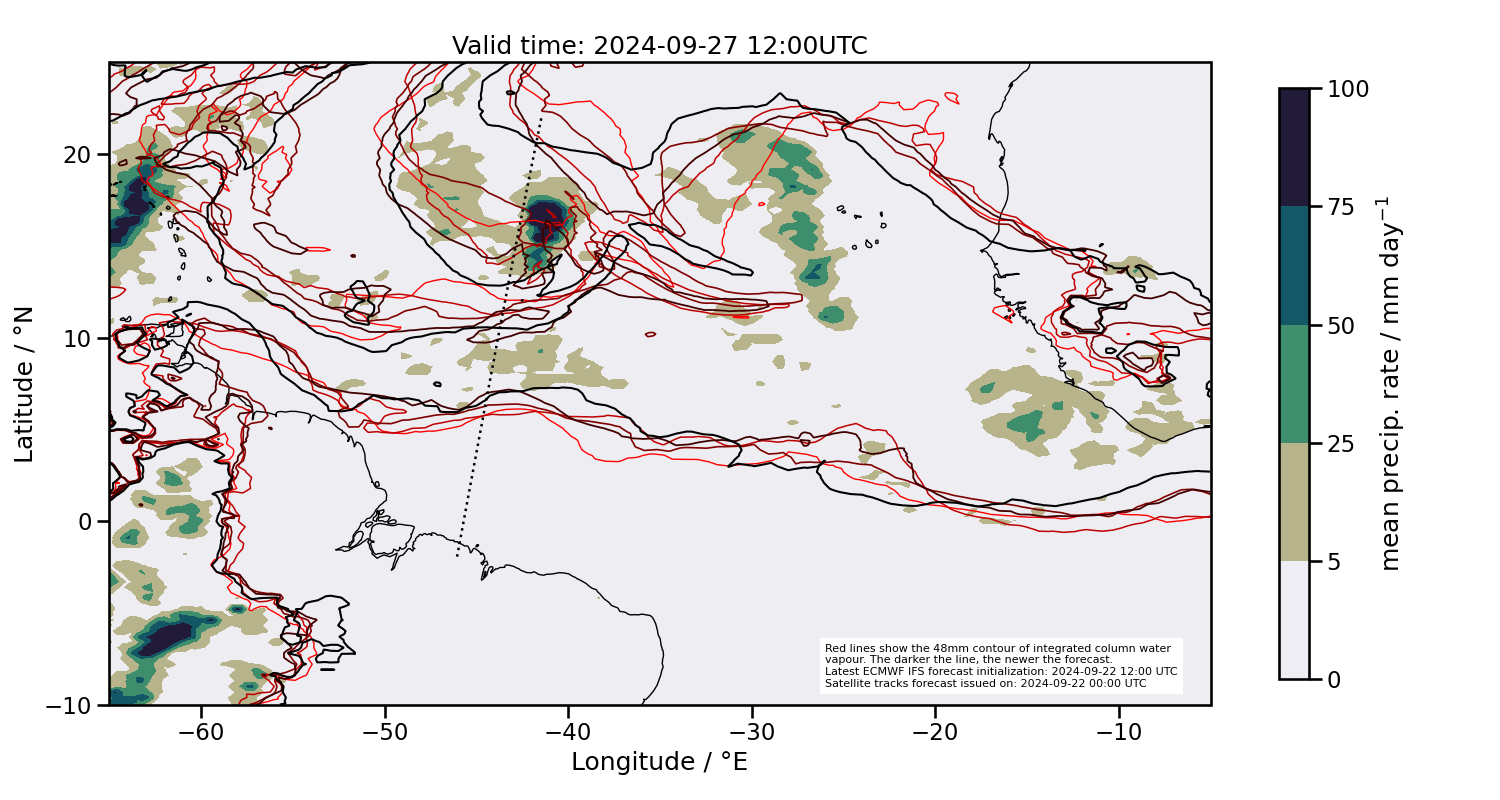 Valid time: 2024-09-27 12:00UTC
Latitude / °N
20
10
0
−10
−60
−50
−40
−30
−20
−10
Longitude / °E
Red lines show the 48mm contour of integrated column water
vapour. The darker the line, the newer the forecast.
Latest ECMWF IFS forecast initialization: 2024-09-22 12:00 UTC
Satellite tracks forecast issued on: 2024-09-22 00:00 UTC
100
75
50
25
5
0
mean precip. rate / mm day⁻¹